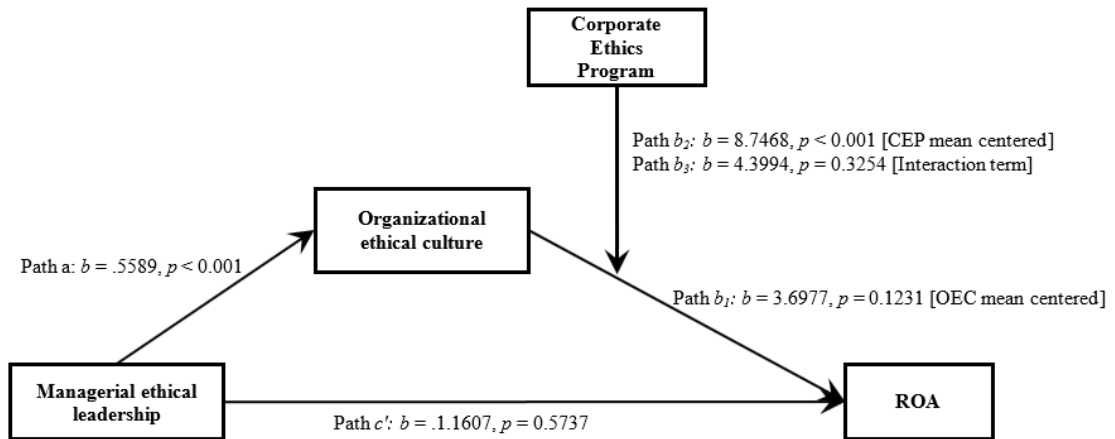 Corporate
Ethics
Program
Path b₂: b = 8.7468, p < 0.001 [CEP mean centered]
Path b₃: b = 4.3994, p = 0.3254 [Interaction term]
Organizational
ethical culture
Path a: b = .5589, p < 0.001
Path b₁: b = 3.6977, p = 0.1231 [OEC mean centered]
Managerial ethical
leadership
ROA
Path c': b = .1.1607, p = 0.5737